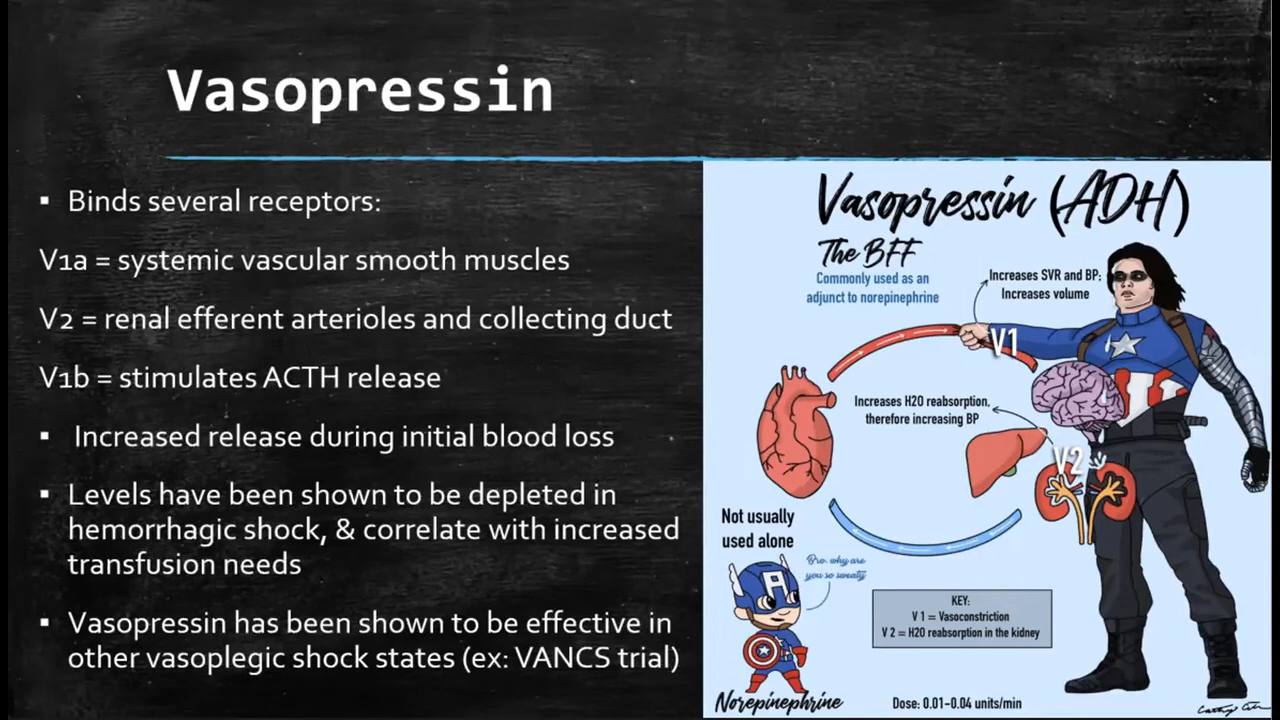 Vasopressin
▪ Binds several receptors:
V1a = systemic vascular smooth muscles
V2 = renal efferent arterioles and collecting duct
V1b = stimulates ACTH release
▪ Increased release during initial blood loss
▪ Levels have been shown to be depleted in
hemorrhagic shock, & correlate with increased
transfusion needs
▪ Vasopressin has been shown to be effective in
other vasoplegic shock states (ex: VANCS trial)
Vasopressin (ADH)
The BFF
Commonly used as an
adjunct to norepinephrine
Increases SVR and BP;
Increases volume
V1
Increases H2O reabsorption,
therefore increasing BP
V2
Not usually
used alone
Bro, why are
you so sweaty
A
KEY:
V 1 = Vasoconstriction
V 2 = H2O reabsorption in the kidney
Norepinephrine
Dose: 0.01-0.04 units/min